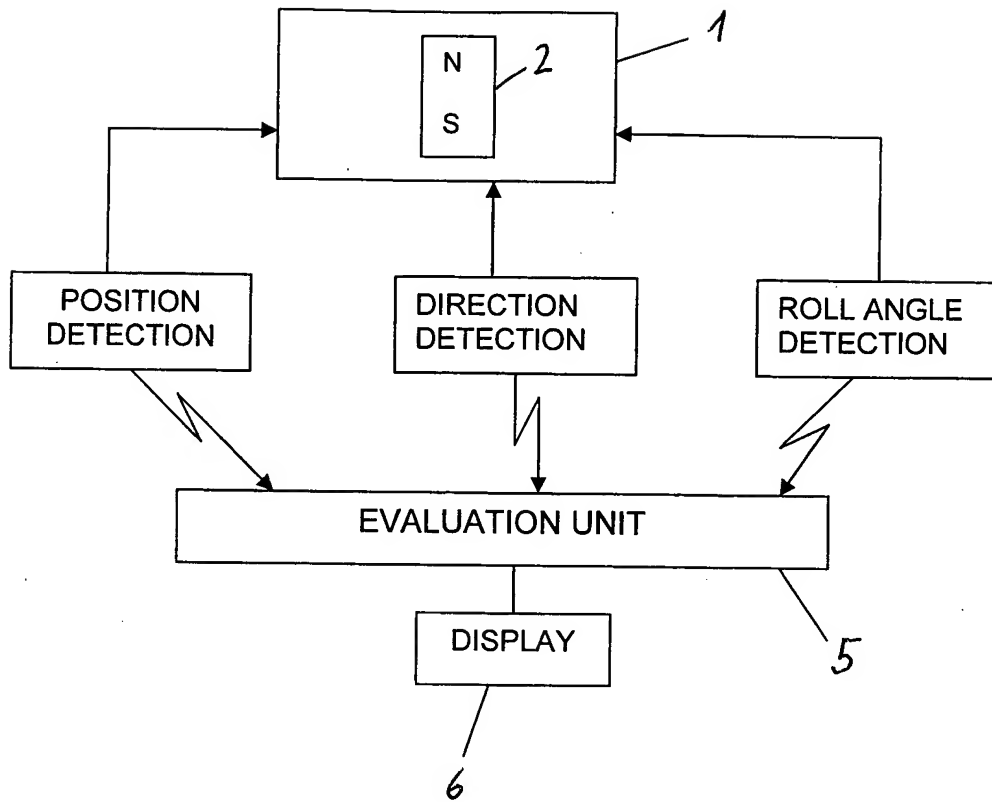 1
N
2
S
POSITION
DETECTION
DIRECTION
DETECTION
ROLL ANGLE
DETECTION
EVALUATION UNIT
5
DISPLAY
6